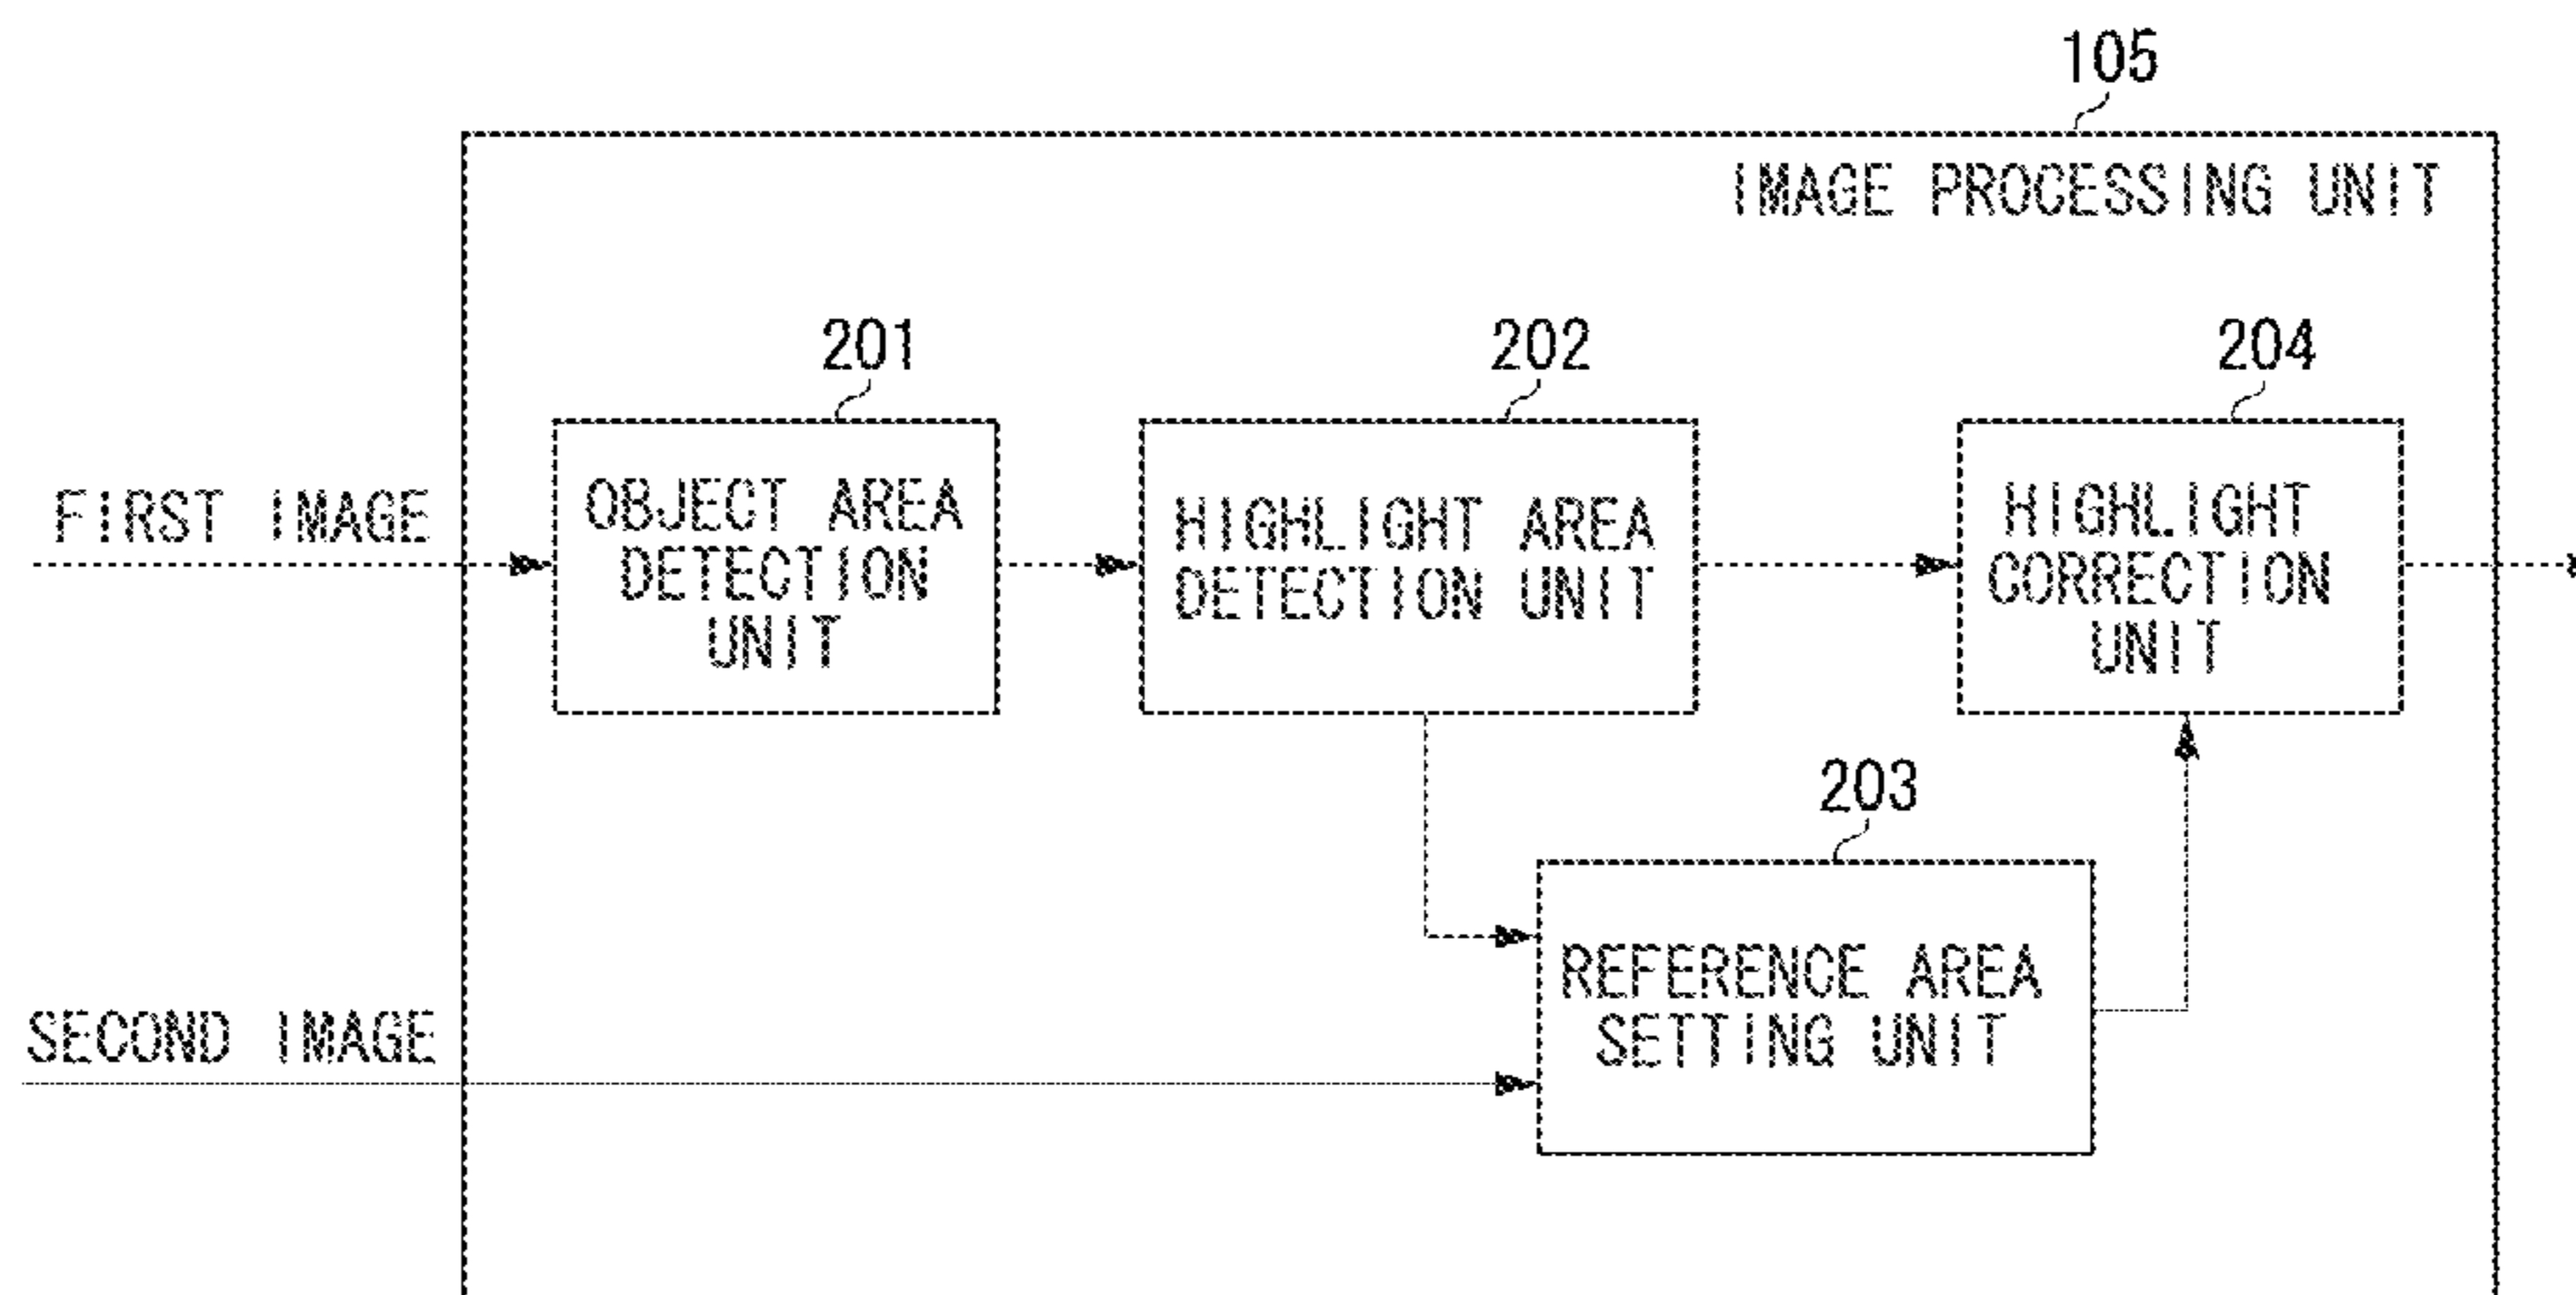 105
IMAGE PROCESSING UNIT
201
202
204
FIRST IMAGE
OBJECT AREA
DETECTION
UNIT
HIGHLIGHT AREA
DETECTION UNIT
HIGHLIGHT
CORRECTION
UNIT
203
SECOND IMAGE
REFERENCE AREA
SETTING UNIT